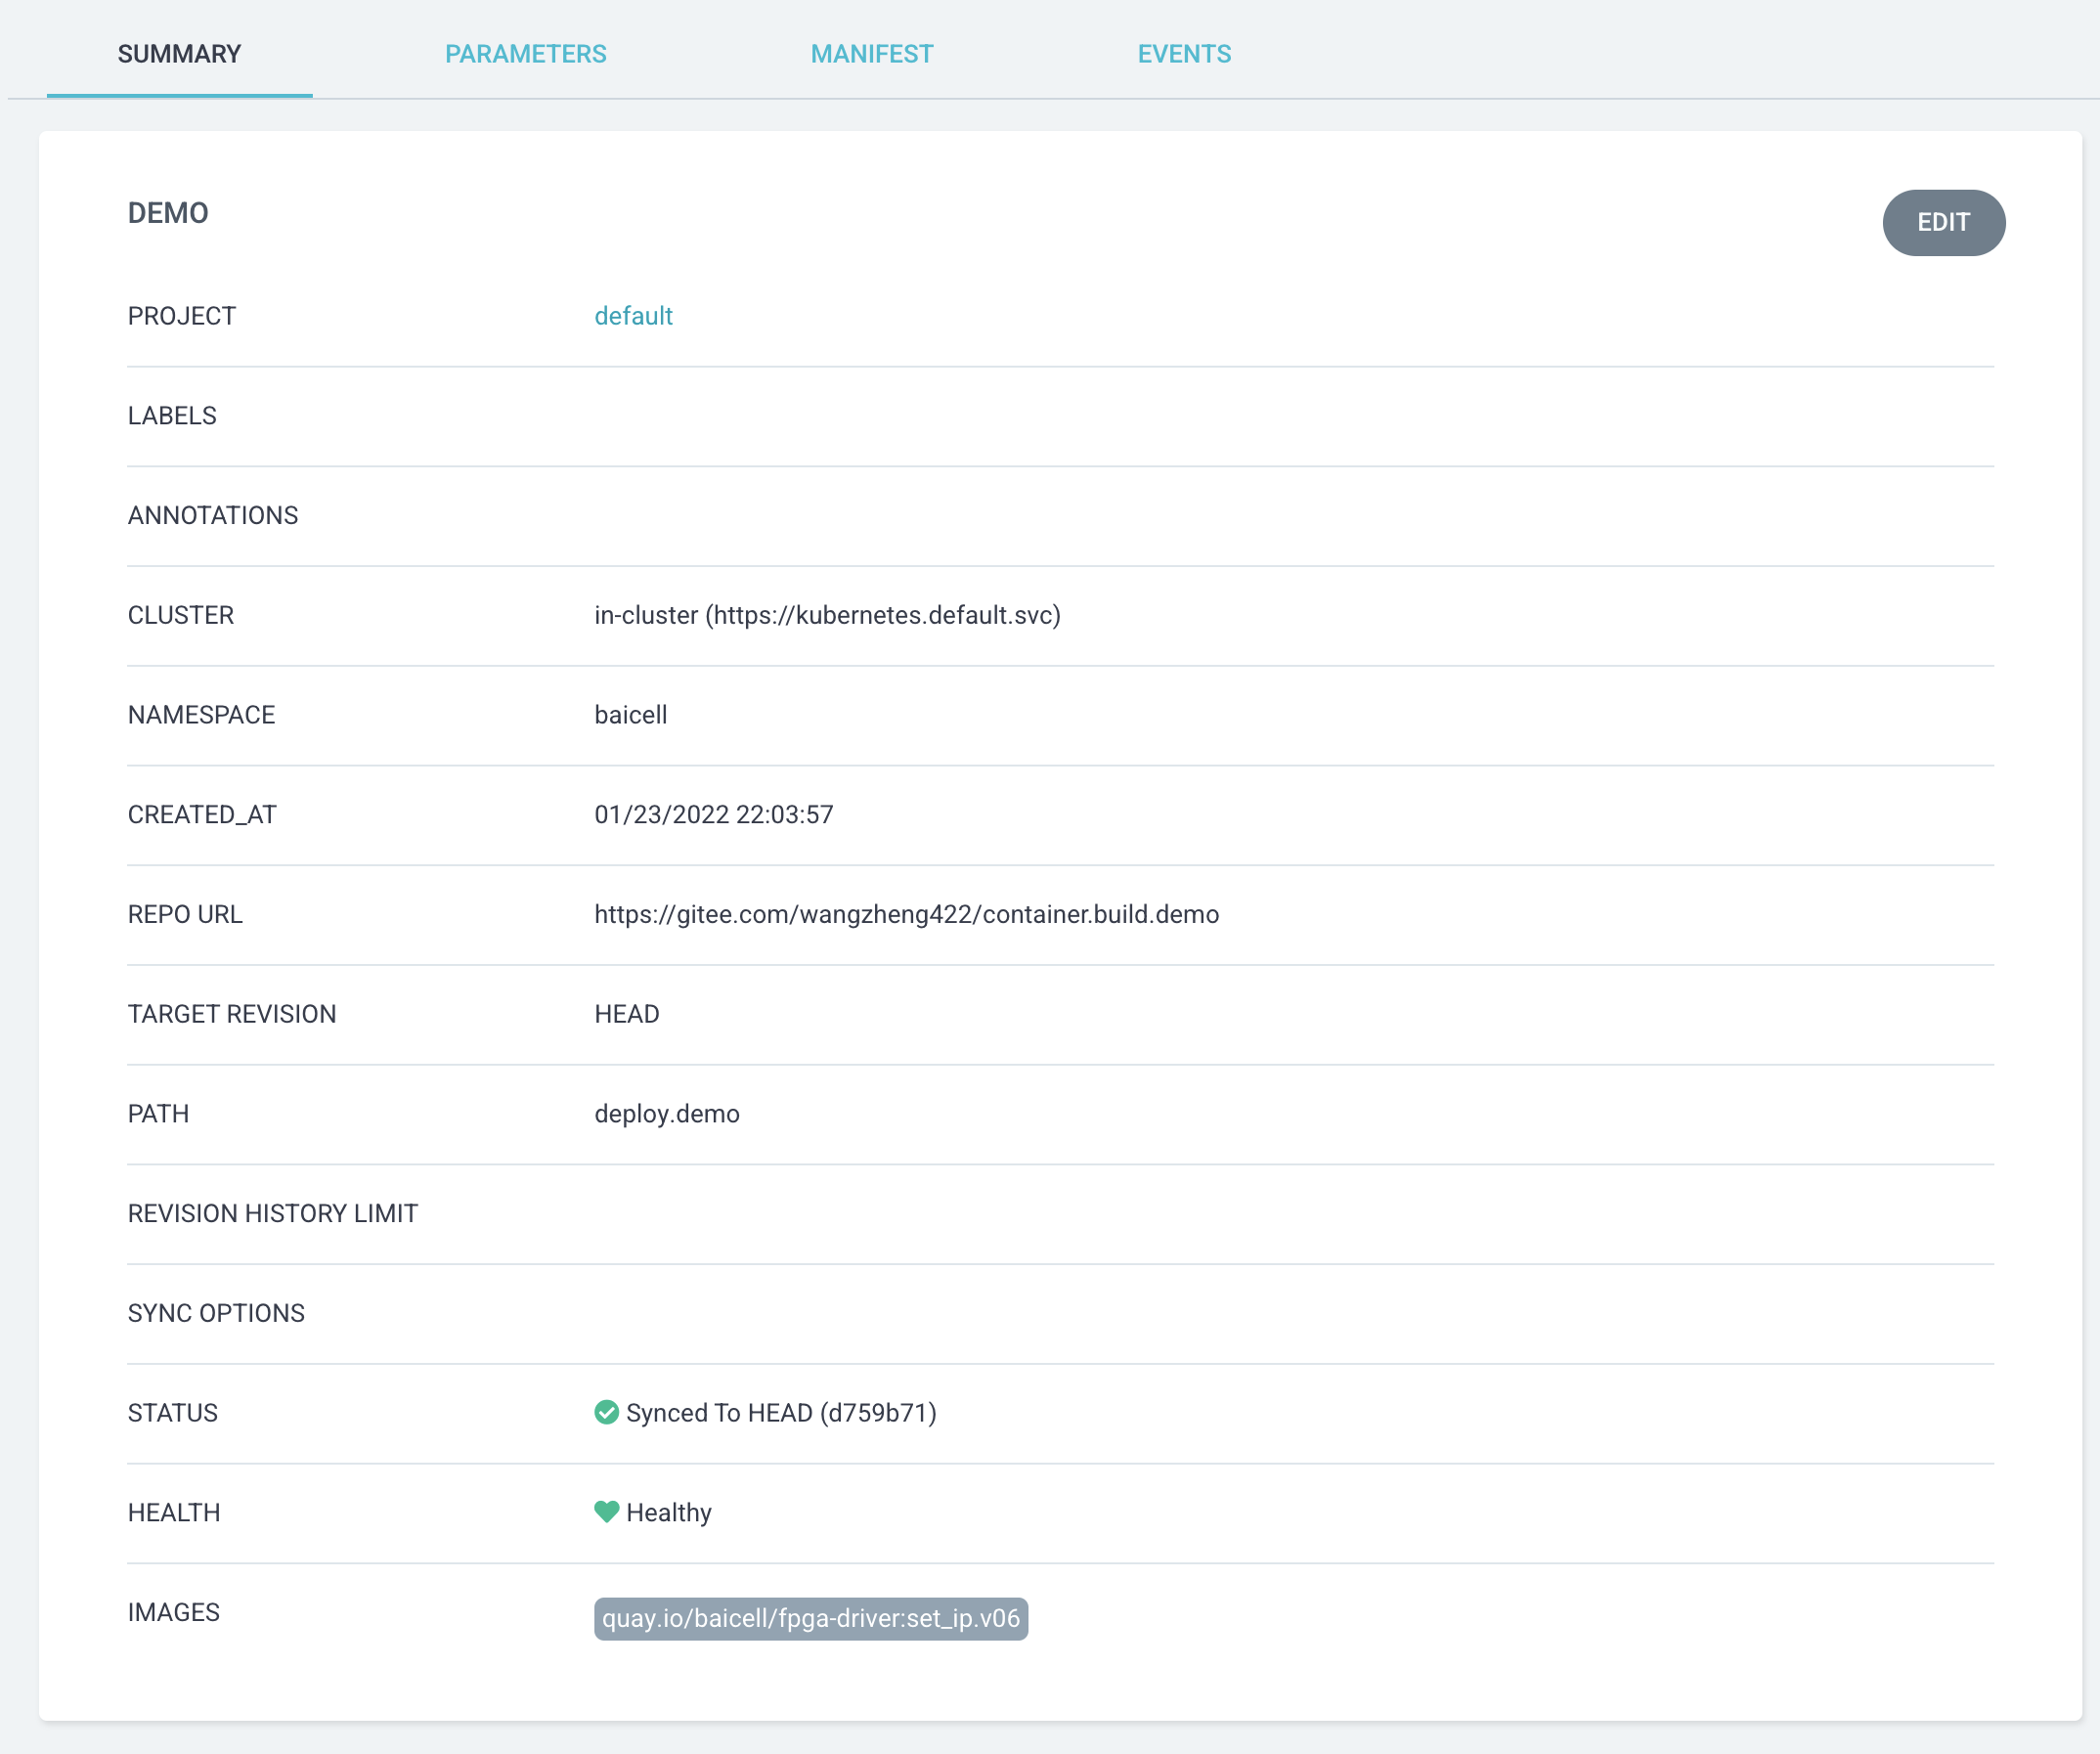 SUMMARY PARAMETERS MANIFEST EVENTS
DEMO EDIT
PROJECT default
LABELS
ANNOTATIONS
CLUSTER in-cluster (https://kubernetes.default.svc)
NAMESPACE baicell
CREATED_AT 01/23/2022 22:03:57
REPO URL https://gitee.com/wangzheng422/container.build.demo
TARGET REVISION HEAD
PATH deploy.demo
REVISION HISTORY LIMIT
SYNC OPTIONS
STATUS Synced To HEAD (d759b71)
HEALTH Healthy
IMAGES quay.io/baicell/fpga-driver:set_ip.v06